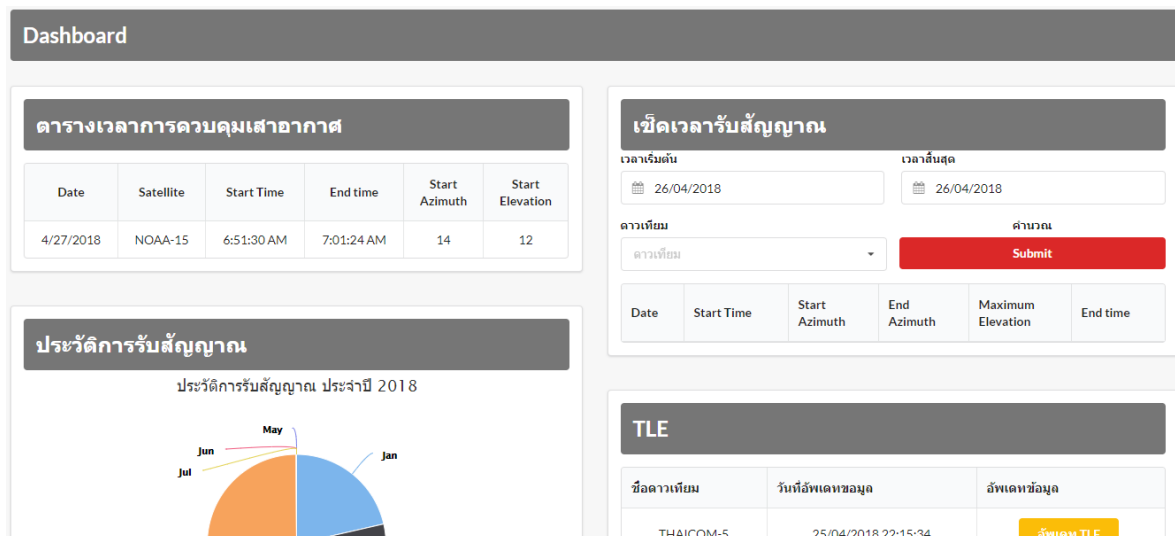 Dashboard
ตารางเวลาการควบคุมเสาอากาศ
Date Satellite Start Time End time Start Azimuth Start Elevation
4/27/2018 NOAA-15 6:51:30 AM 7:01:24 AM 14 12
ประวัติการรับสัญญาณ
ประวัติการรับสัญญาณ ประจำปี 2018
May
Jun
Jul
Jan
เช็คเวลารับสัญญาณ
เวลาเริ่มต้น เวลาสิ้นสุด
26/04/2018 26/04/2018
ดาวเทียม คำนวณ
ดาวเทียม Submit
Date Start Time Start Azimuth End Azimuth Maximum Elevation End time
TLE
ชื่อดาวเทียม วันที่อัพเดทข้อมูล อัพเดทข้อมูล
THAICOM-5 25/04/2018 22:15:34 อัพเดท TLE